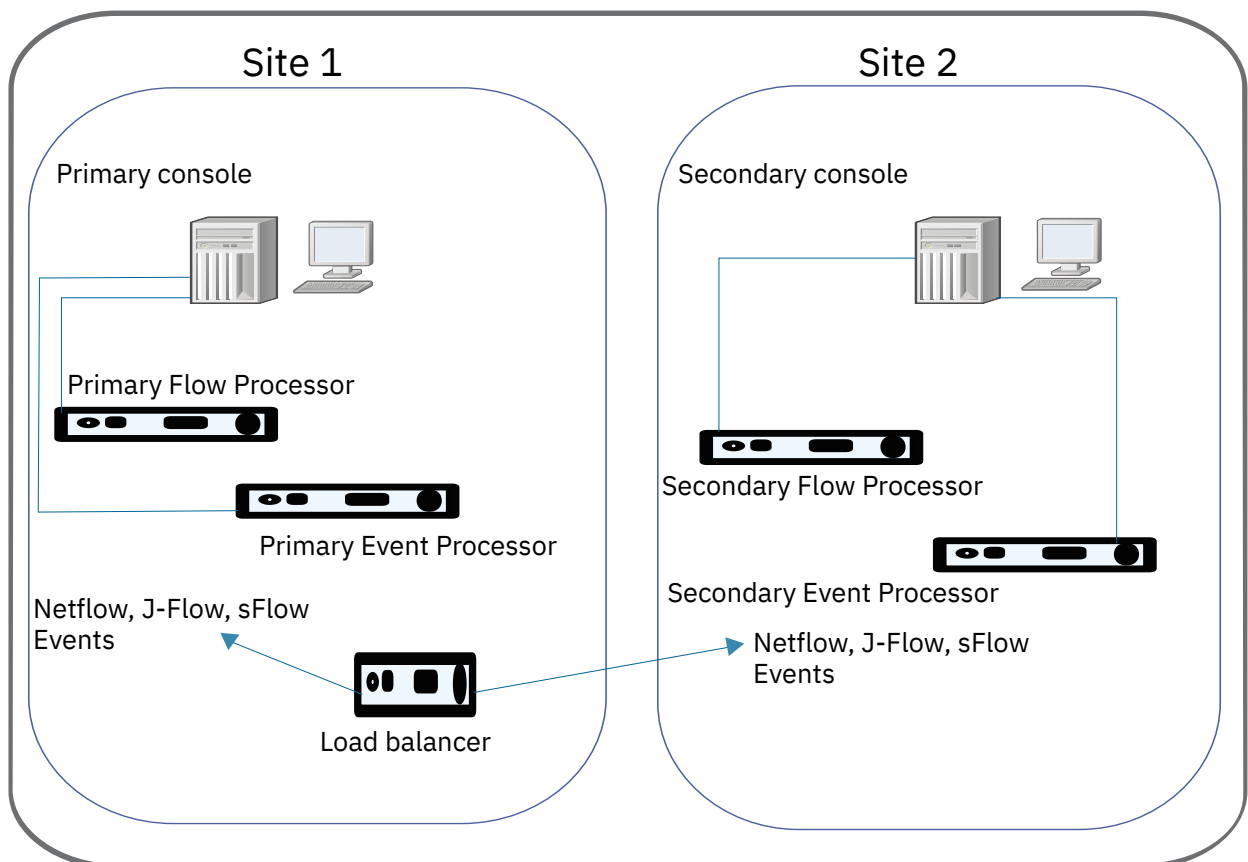 Site 1
Primary console
Primary Flow Processor
Primary Event Processor
Netflow, J-Flow, sFlow
Events
Load balancer
Site 2
Secondary console
Secondary Flow Processor
Secondary Event Processor
Netflow, J-Flow, sFlow
Events